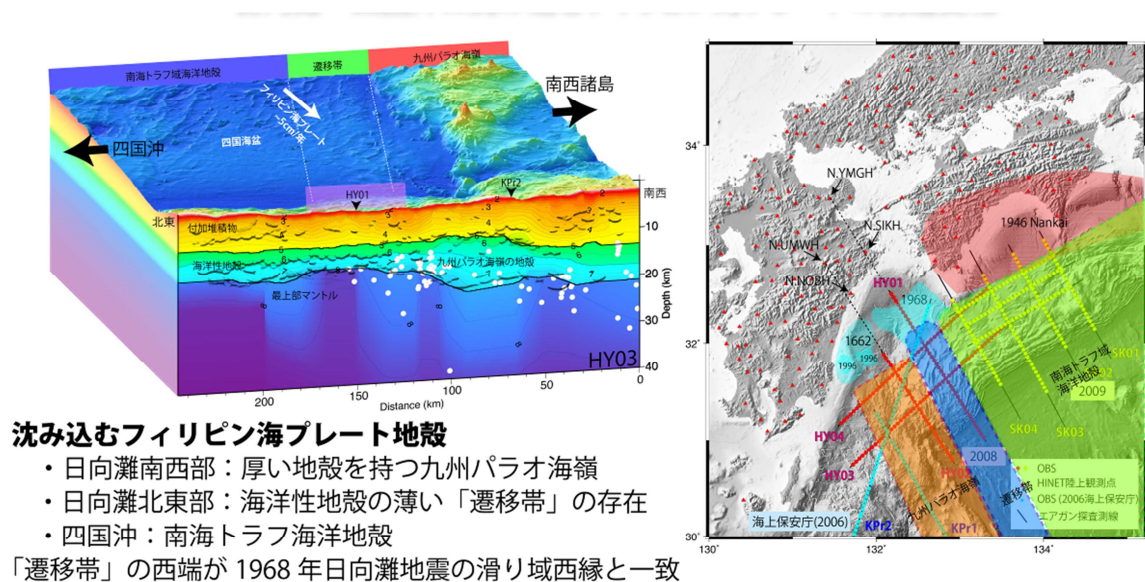 南海トラフ域海洋地殻
遷移帯
九州パラオ海嶺
南西諸島
フィリピン海プレート
~5cm/年
四国海盆
四国沖
HY01
KPr2
北東
南西
付加堆積物
海洋性地殻
九州パラオ海嶺の地殻
最上部マントル
HY03
10
20
30
40
Depth (km)
200
150
100
50
0
Distance (km)
沈み込むフィリピン海プレート地殻
・日向灘南西部：厚い地殻を持つ九州パラオ海嶺
・日向灘北東部：海洋性地殻の薄い「遷移帯」の存在
・四国沖：南海トラフ海洋地殻
「遷移帯」の西端が 1968 年日向灘地震の滑り域西縁と一致
34°
32°
30°
130°
132°
134°
N.YMGH
N.SIKH
N.UMWH
N.NOBH
1946 Nankai
HY01
1968
1662
1996
1996
南海トラフ域
海洋地殻
2009
SK04
SK03
HY04
HY03
2008
九州パラオ海嶺
遷移帯
海上保安庁(2006)
KPr2
KPr1
OBS
HINET陸上観測点
OBS (2006海上保安庁)
エアガン探査測線